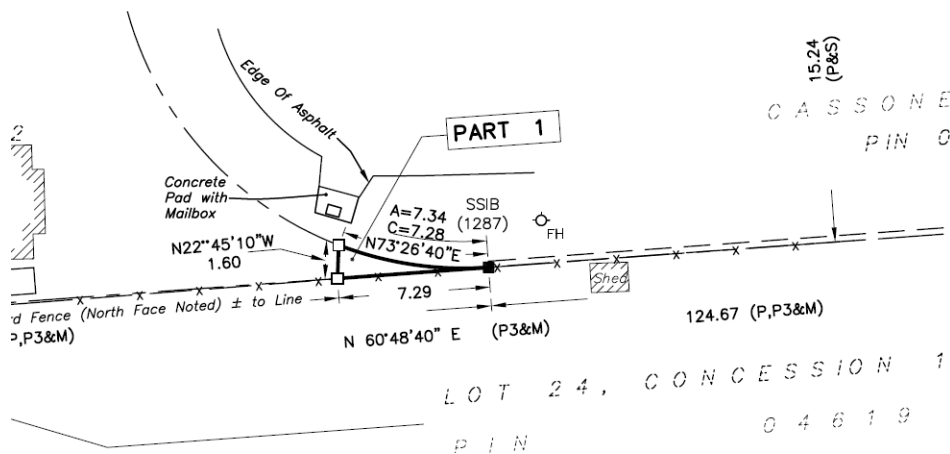 15.24
(P&S)
Edge Of Asphalt
CASSONE
PIN 0
PART 1
2
Concrete
Pad with
Mailbox
A=7.34
C=7.28
N73°26'40"E
SSIB
(1287)
FH
N22°45'10"W
1.60
Shed
7.29
rd Fence (North Face Noted) ± to Line
P,P3&M)
N 60°48'40" E (P3&M)
124.67 (P,P3&M)
LOT 24, CONCESSION 1
PIN 04619